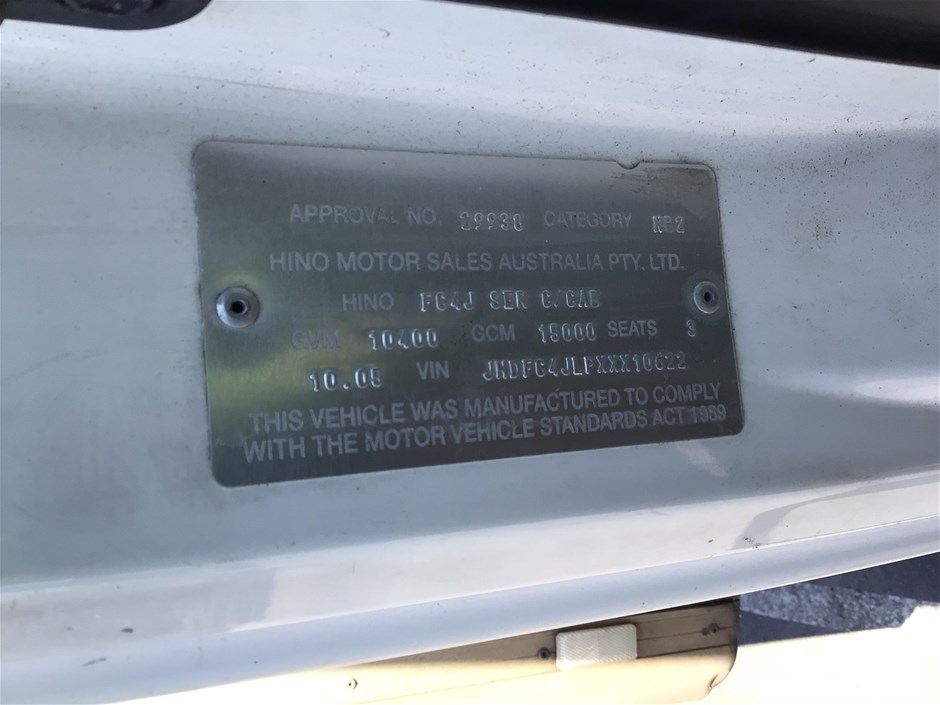 APPROVAL NO. 29936 CATEGORY NB2
HINO MOTOR SALES AUSTRALIA PTY. LTD.
HINO FC4J SER C/CAB
GVM 10400 GCM 15000 SEATS 3
10.05 VIN JHDFC4JLPXXX10622
THIS VEHICLE WAS MANUFACTURED TO COMPLY
WITH THE MOTOR VEHICLE STANDARDS ACT 1989